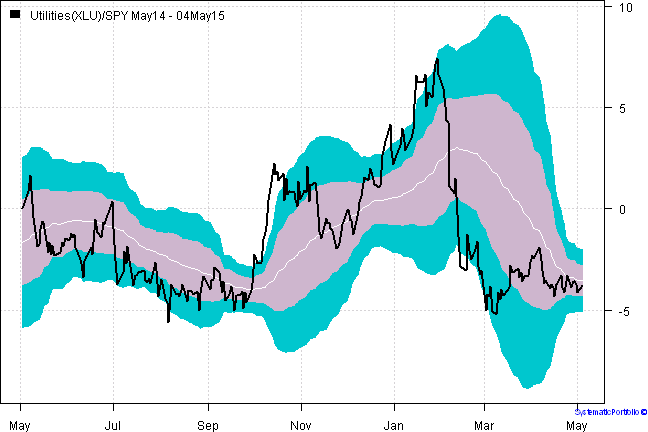 Utilities(XLU)/SPY May14 - 04May15
10
5
0
-5
SystematicPortfolio ©
May Jul Sep Nov Jan Mar May